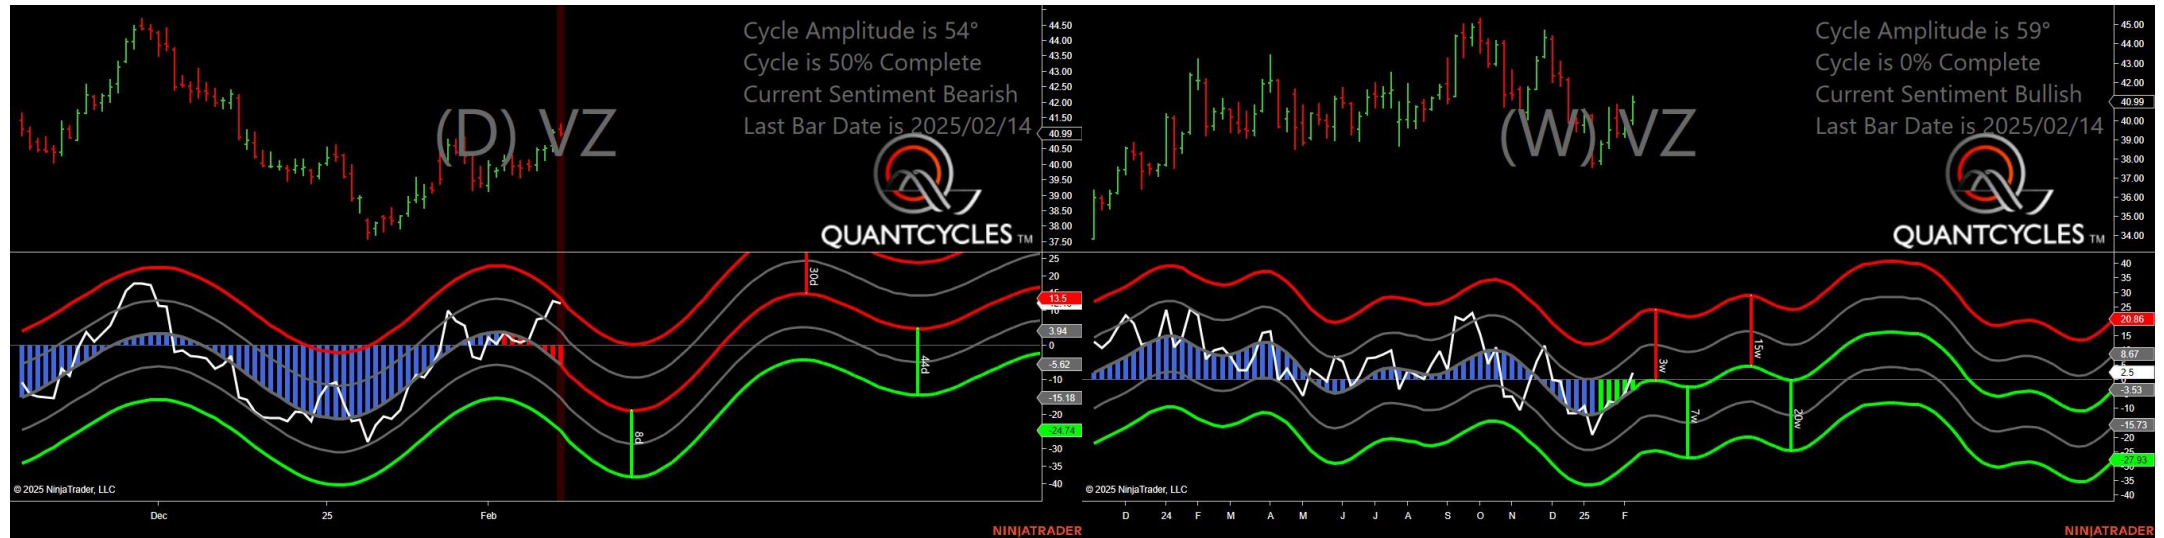 Cycle Amplitude is 54°
Cycle is 50% Complete
Current Sentiment Bearish
Last Bar Date is 2025/02/14
(D) VZ
QUANTCYCLES TM
44.50
44.00
43.50
43.00
42.50
42.00
41.50
40.99
40.50
40.00
39.50
39.00
38.50
38.00
37.50
30d
44d
8d
25
20
15
13.5
10
3.94
0
-5.62
-10
-15.18
-20
-24.74
-30
-35
-40
© 2025 NinjaTrader, LLC
Dec
25
Feb
NINJATRADER
Cycle Amplitude is 59°
Cycle is 0% Complete
Current Sentiment Bullish
Last Bar Date is 2025/02/14
(W) VZ
QUANTCYCLES TM
45.00
44.00
43.00
42.00
40.99
40.00
39.00
38.00
37.00
36.00
35.00
34.00
3w
15w
7w
20w
40
35
30
25
20.86
15
8.67
2.5
-3.53
-10
-15.73
-20
-25
-27.93
-35
-40
© 2025 NinjaTrader, LLC
D
24
F
M
A
M
J
J
A
S
O
N
D
25
F
NINJATRADER